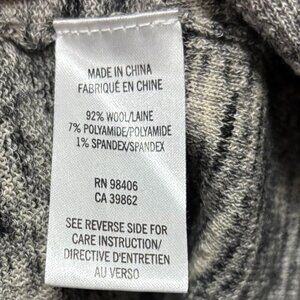 MADE IN CHINA
FABRIQUÉ EN CHINE
92% WOOL/LAINE
7% POLYAMIDE/POLYAMIDE
1% SPANDEX/SPANDEX
RN 98406
CA 39862
SEE REVERSE SIDE FOR
CARE INSTRUCTION/
DIRECTIVE D'ENTRETIEN
AU VERSO